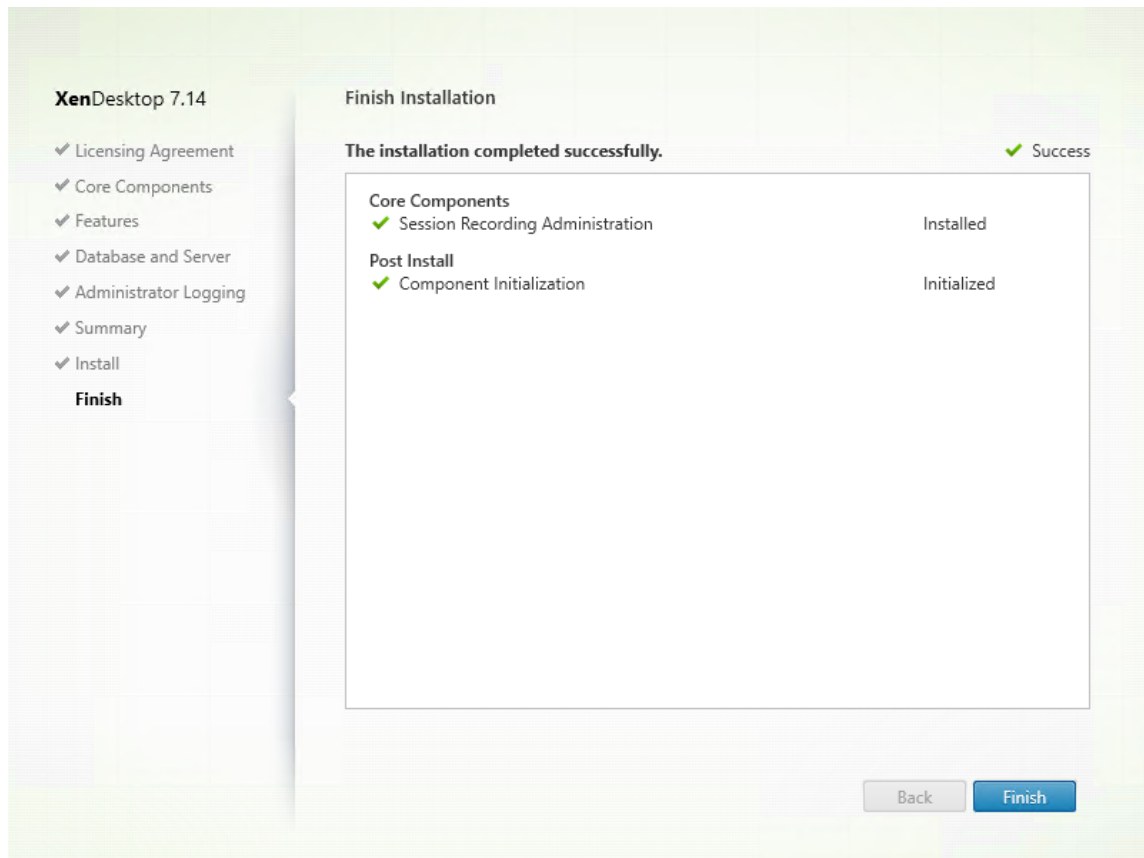 XenDesktop 7.14
Licensing Agreement
Core Components
Features
Database and Server
Administrator Logging
Summary
Install
Finish
Finish Installation
The installation completed successfully.
Success
Core Components
Session Recording Administration
Installed
Post Install
Component Initialization
Initialized
Back
Finish